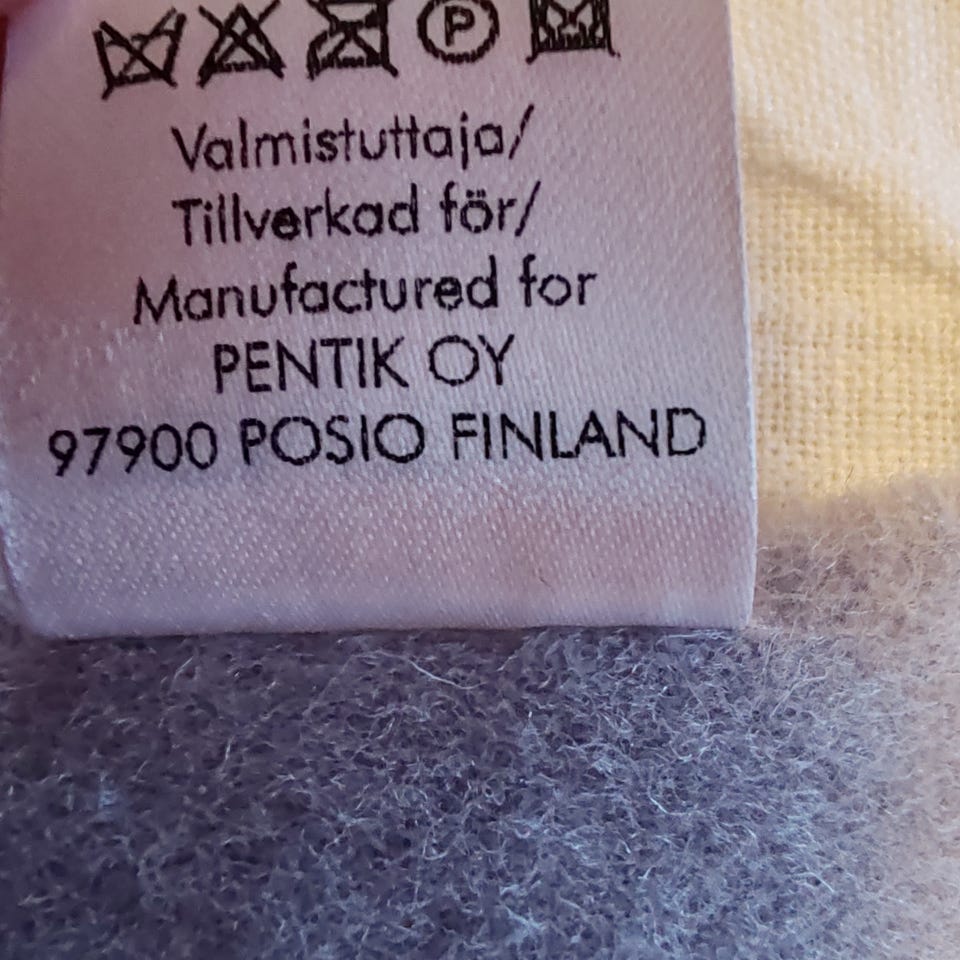 P
Valmistuttaja/
Tillverkad för/
Manufactured for
PENTIK OY
97900 POSIO FINLAND